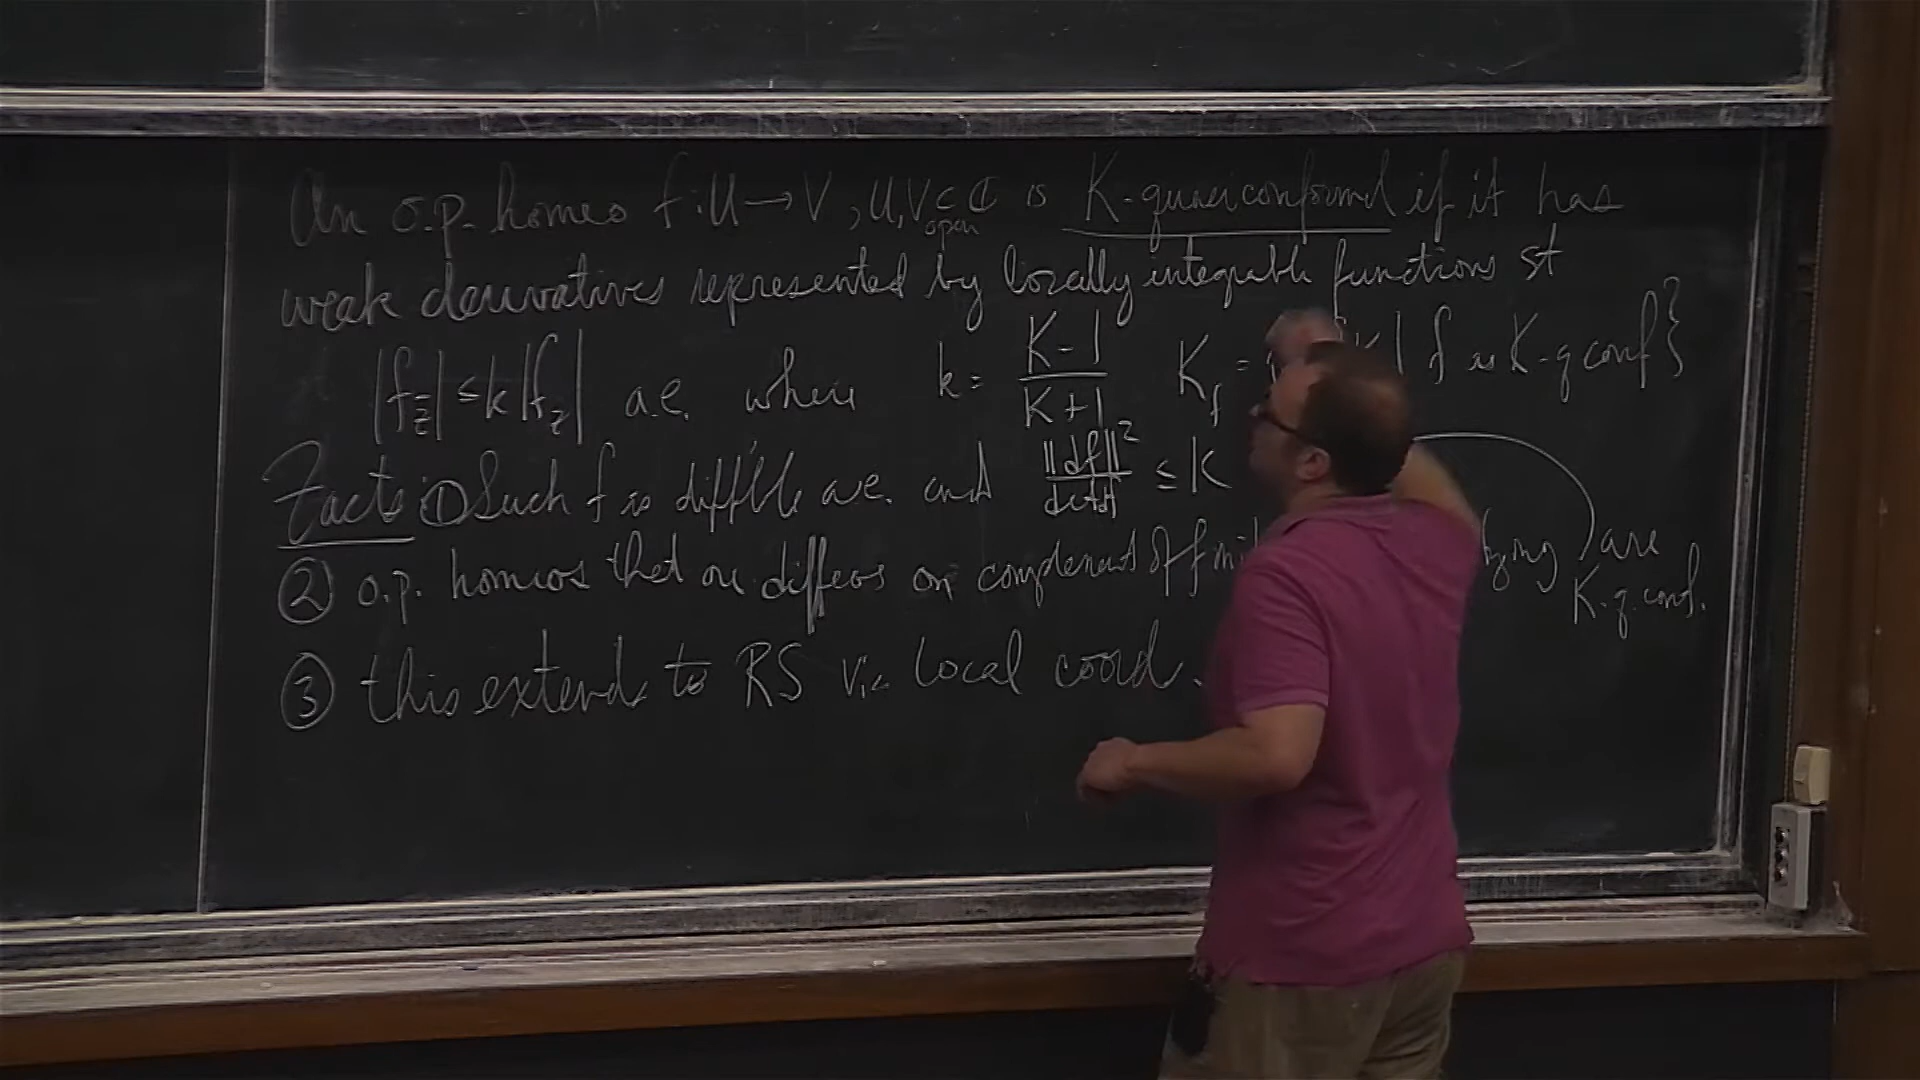 An o.p. homeo f : U → V , U, V ⊂ ℂ is K-quasiconformal if it has
open
weak derivatives represented by locally integrable functions st
|f_z̄| ≤ k |f_z| a.e. where k = K-1 / K+1 K_f = K | f is K-qconf}
Facts: ① Such f is diff'ble a.e. and ||df||² / det df ≤ K
② o.p. homeos that are diffeos on complement of are K-q.conf.
③ this extends to RS via local coord.